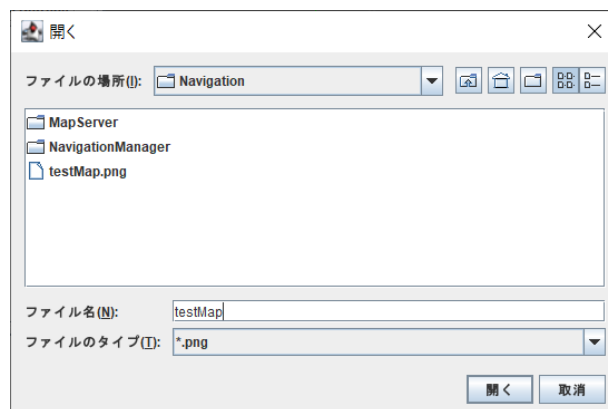 開く
ファイルの場所(I): Navigation
MapServer
NavigationManager
testMap.png
ファイル名(N): testMap
ファイルのタイプ(T): *.png
開く 取消